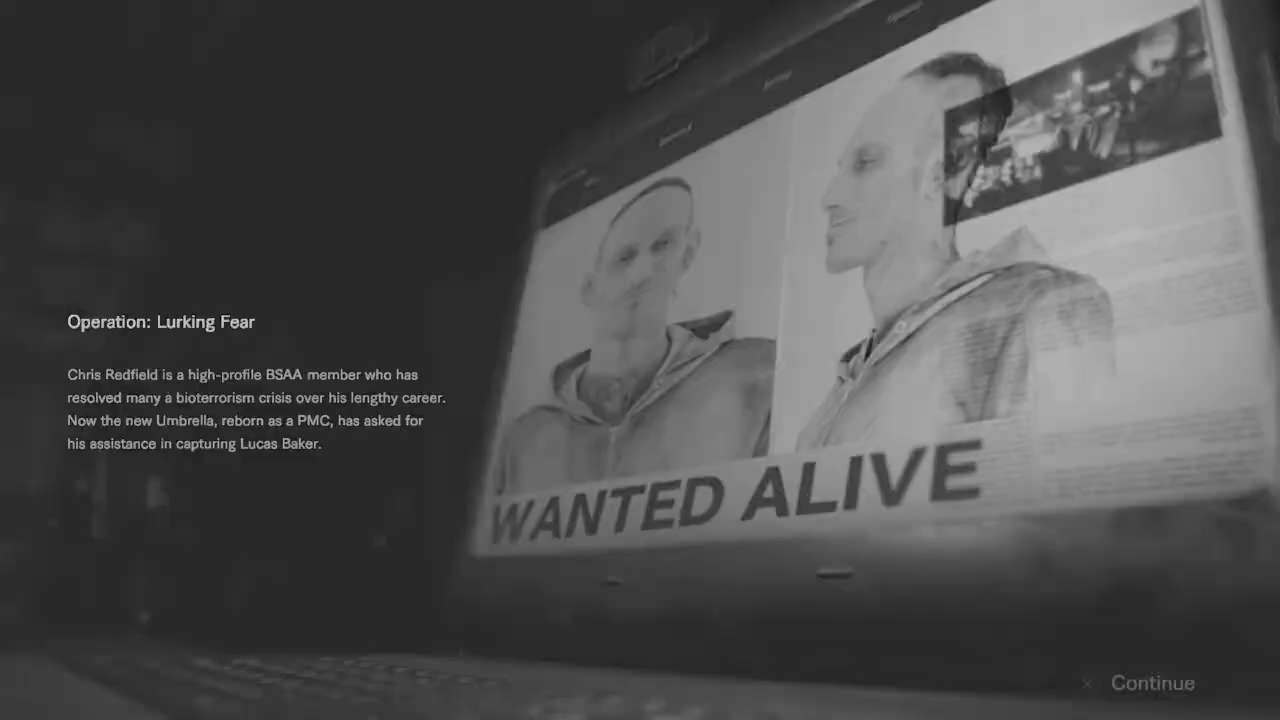 Operation: Lurking Fear
Chris Redfield is a high-profile BSAA member who has
resolved many a bioterrorism crisis over his lengthy career.
Now the new Umbrella, reborn as a PMC, has asked for
his assistance in capturing Lucas Baker.
WANTED ALIVE
Continue